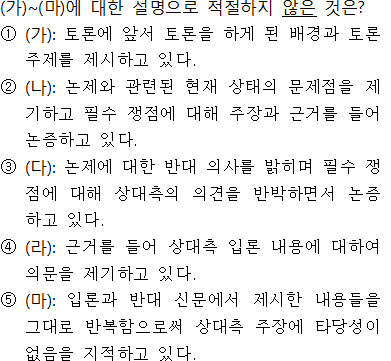 (가)~(마)에 대한 설명으로 적절하지 않은 것은?
① (가): 토론에 앞서 토론을 하게 된 배경과 토론
주제를 제시하고 있다.
② (나): 논제와 관련된 현재 상태의 문제점을 제
기하고 필수 쟁점에 대해 주장과 근거를 들어
논증하고 있다.
③ (다): 논제에 대한 반대 의사를 밝히며 필수 쟁
점에 대해 상대측의 의견을 반박하면서 논증
하고 있다.
④ (라): 근거를 들어 상대측 입론 내용에 대하여
의문을 제기하고 있다.
⑤ (마): 입론과 반대 신문에서 제시한 내용들을
그대로 반복함으로써 상대측 주장에 타당성이
없음을 지적하고 있다.